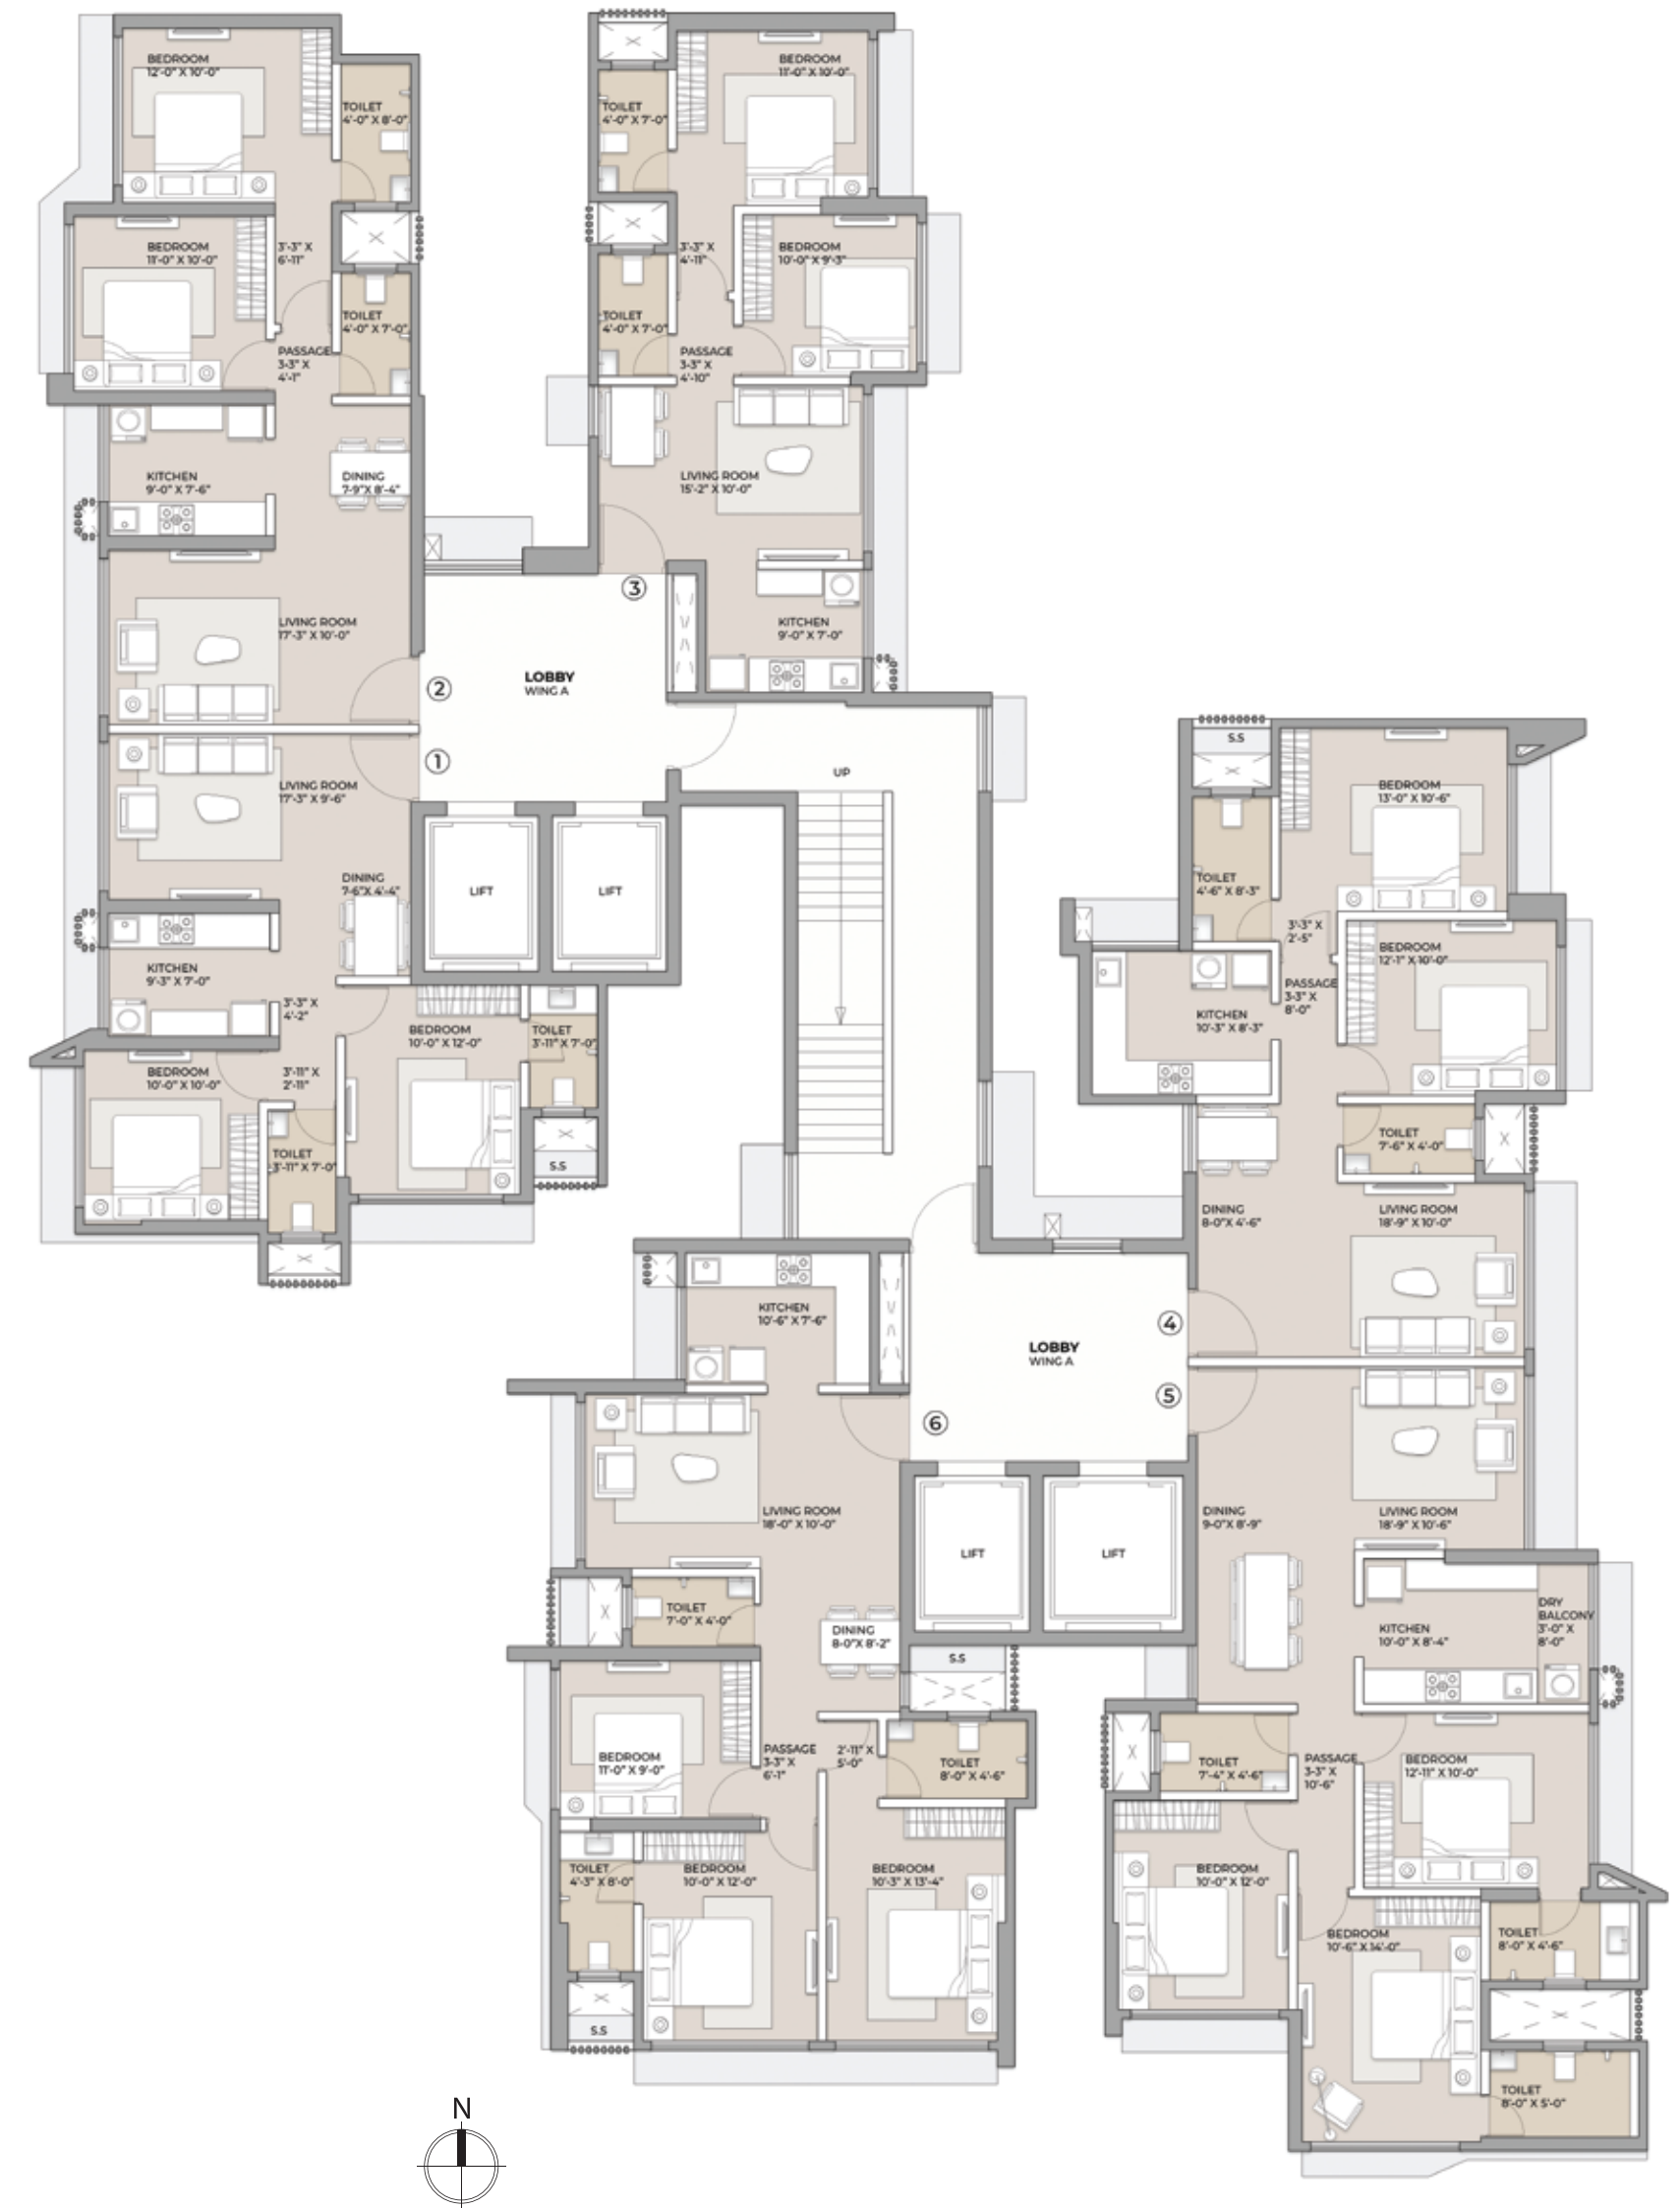 BEDROOM
12'-0" X 10'-0"
TOILET
4'-0" X 8'-0"
BEDROOM
11'-0" X 10'-0"
3'-3" X
6'-11"
TOILET
4'-0" X 7'-0"
PASSAGE
3-3" X
4'-1"
KITCHEN
9'-0" X 7'-6"
DINING
7-9"X 8'-4"
LIVING ROOM
17'-3" X 10'-0"
2
TOILET
4'-0" X 7'-0"
BEDROOM
11'-0" X 10'-0"
3'-3" X
4'-11"
BEDROOM
10'-0" X 9'-3"
TOILET
4'-0" X 7'-0"
PASSAGE
3-3" X
4'-10"
LIVING ROOM
15'-2" X 10'-0"
3
KITCHEN
9'-0" X 7'-0"
LOBBY
WING A
1
LIVING ROOM
17'-3" X 9'-6"
DINING
7-6"X 4'-4"
LIFT
LIFT
UP
KITCHEN
9'-3" X 7'-0"
3'-3" X
4'-2"
BEDROOM
10'-0" X 12'-0"
TOILET
3'-11" X 7'-0"
BEDROOM
10'-0" X 10'-0"
3'-11" X
2'-11"
TOILET
3'-11" X 7'-0"
S.S
S.S
BEDROOM
13'-0" X 10'-6"
TOILET
4'-6" X 8'-3"
3'-3" X
2'-5"
BEDROOM
12'-1" X 10'-0"
PASSAGE
3-3" X
8'-0"
KITCHEN
10'-3" X 8'-3"
TOILET
7'-6" X 4'-0"
DINING
8-0"X 4'-6"
LIVING ROOM
18'-9" X 10'-0"
4
LOBBY
WING A
5
6
KITCHEN
10'-6" X 7'-6"
LIVING ROOM
18'-0" X 10'-0"
LIFT
LIFT
DINING
9-0"X 8'-9"
LIVING ROOM
18'-9" X 10'-6"
TOILET
7'-0" X 4'-0"
DINING
8-0"X 8'-2"
S.S
KITCHEN
10'-0" X 8'-4"
DRY
BALCONY
3'-0" X
8'-0"
BEDROOM
11'-0" X 9'-0"
PASSAGE
3-3" X
6'-1"
2'-11" X
5'-0"
TOILET
8'-0" X 4'-6"
TOILET
7'-4" X 4'-6"
PASSAGE
3-3" X
10'-6"
BEDROOM
12'-11" X 10'-0"
TOILET
4'-3" X 8'-0"
BEDROOM
10'-0" X 12'-0"
BEDROOM
10'-3" X 13'-4"
BEDROOM
10'-0" X 12'-0"
BEDROOM
10'-6" X 14'-0"
TOILET
8'-0" X 4'-6"
S.S
TOILET
8'-0" X 5'-0"
N